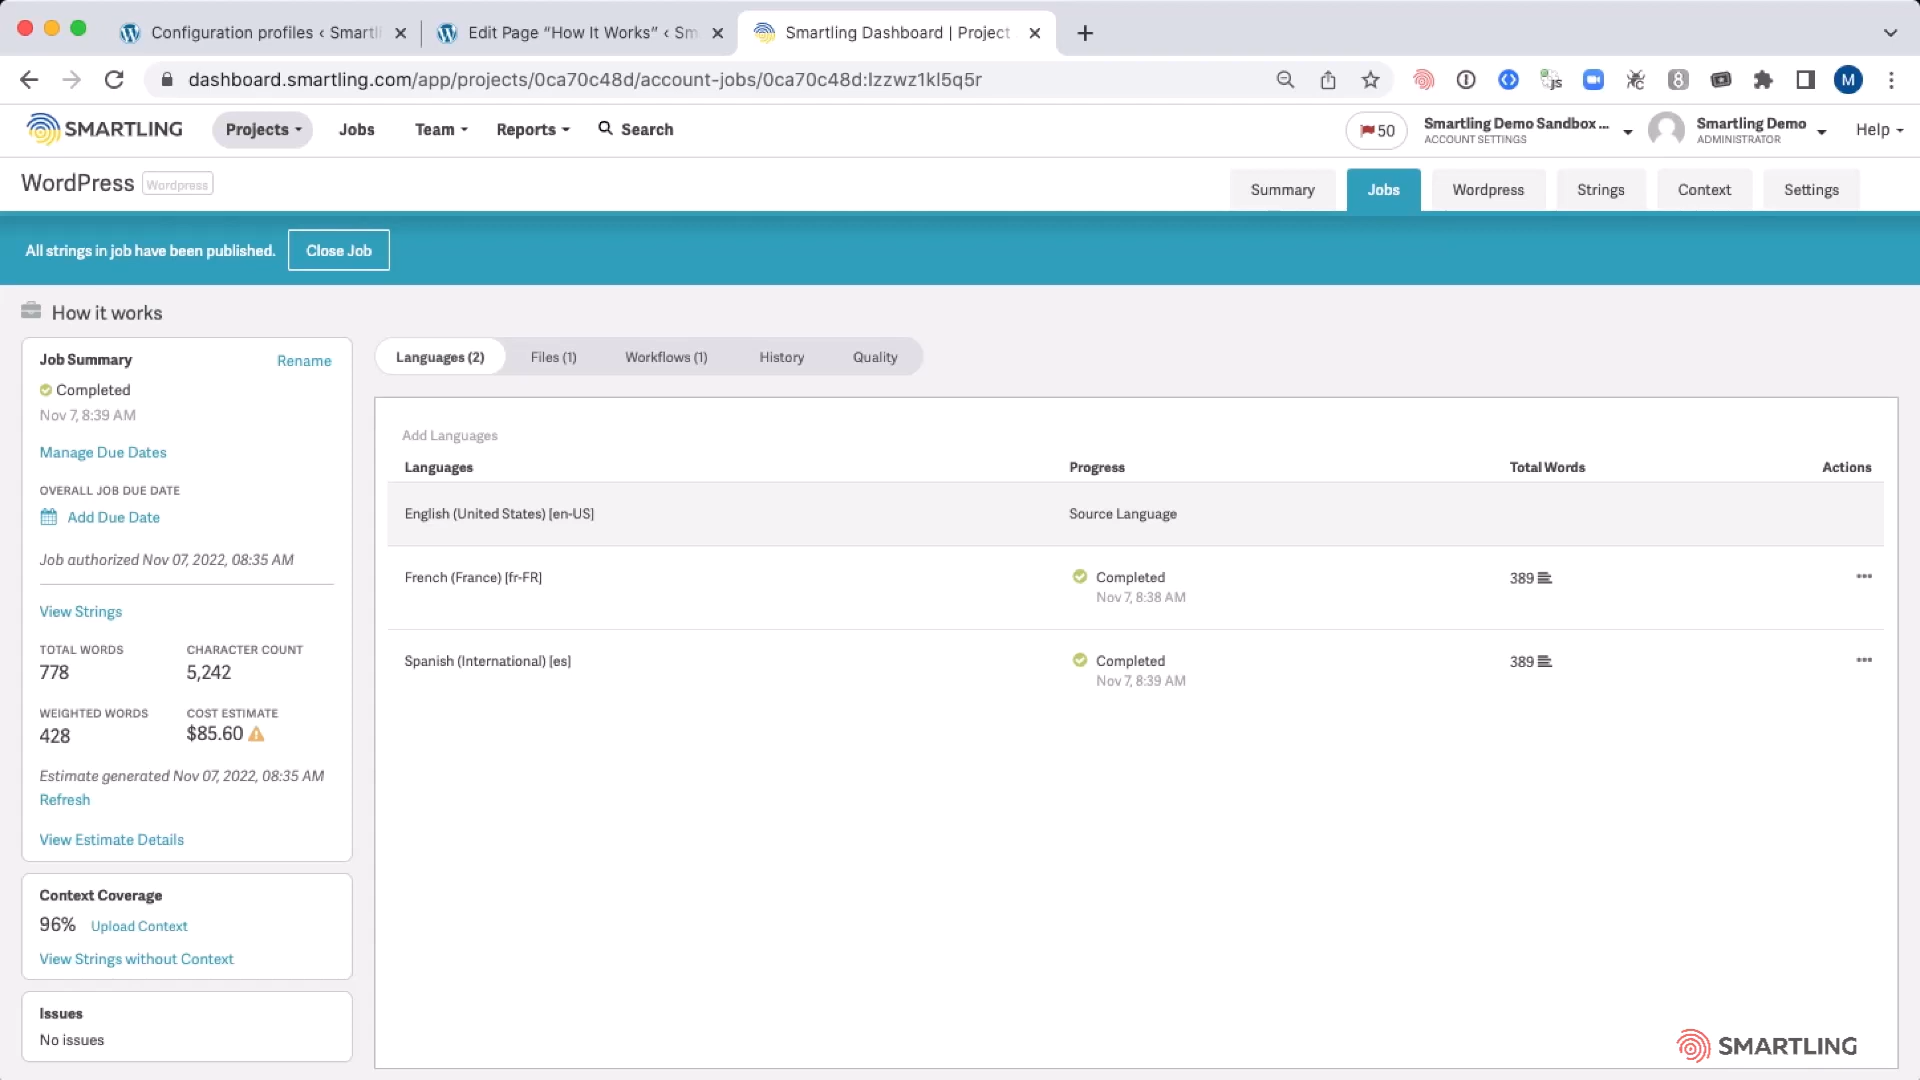 Configuration profiles ‹ Smartli
Edit Page “How It Works” ‹ Sm
Smartling Dashboard | Project
dashboard.smartling.com/app/projects/0ca70c48d/account-jobs/0ca70c48d:lzzwz1kl5q5r
JS
8
M
SMARTLING
Projects
Jobs
Team
Reports
Search
50
Smartling Demo Sandbox ...
ACCOUNT SETTINGS
Smartling Demo
ADMINISTRATOR
Help
WordPress
Wordpress
Summary
Jobs
Wordpress
Strings
Context
Settings
All strings in job have been published.
Close Job
How it works
Job Summary
Rename
Completed
Nov 7, 8:39 AM
Manage Due Dates
OVERALL JOB DUE DATE
Add Due Date
Job authorized Nov 07, 2022, 08:35 AM
View Strings
TOTAL WORDS
CHARACTER COUNT
778
5,242
WEIGHTED WORDS
COST ESTIMATE
428
$85.60
Estimate generated Nov 07, 2022, 08:35 AM
Refresh
View Estimate Details
Context Coverage
96%
Upload Context
View Strings without Context
Issues
No issues
Languages (2)
Files (1)
Workflows (1)
History
Quality
Add Languages
Languages
Progress
Total Words
Actions
English (United States) [en-US]
Source Language
French (France) [fr-FR]
Completed
Nov 7, 8:38 AM
389
Spanish (International) [es]
Completed
Nov 7, 8:39 AM
389
SMARTLING